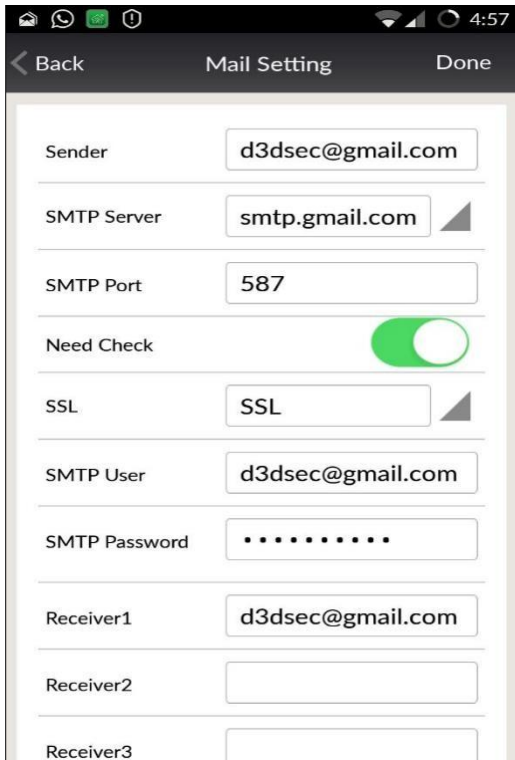 4:57
Back Mail Setting Done
Sender d3dsec@gmail.com
SMTP Server smtp.gmail.com
SMTP Port 587
Need Check
SSL SSL
SMTP User d3dsec@gmail.com
SMTP Password ••••••••••
Receiver1 d3dsec@gmail.com
Receiver2
Receiver3